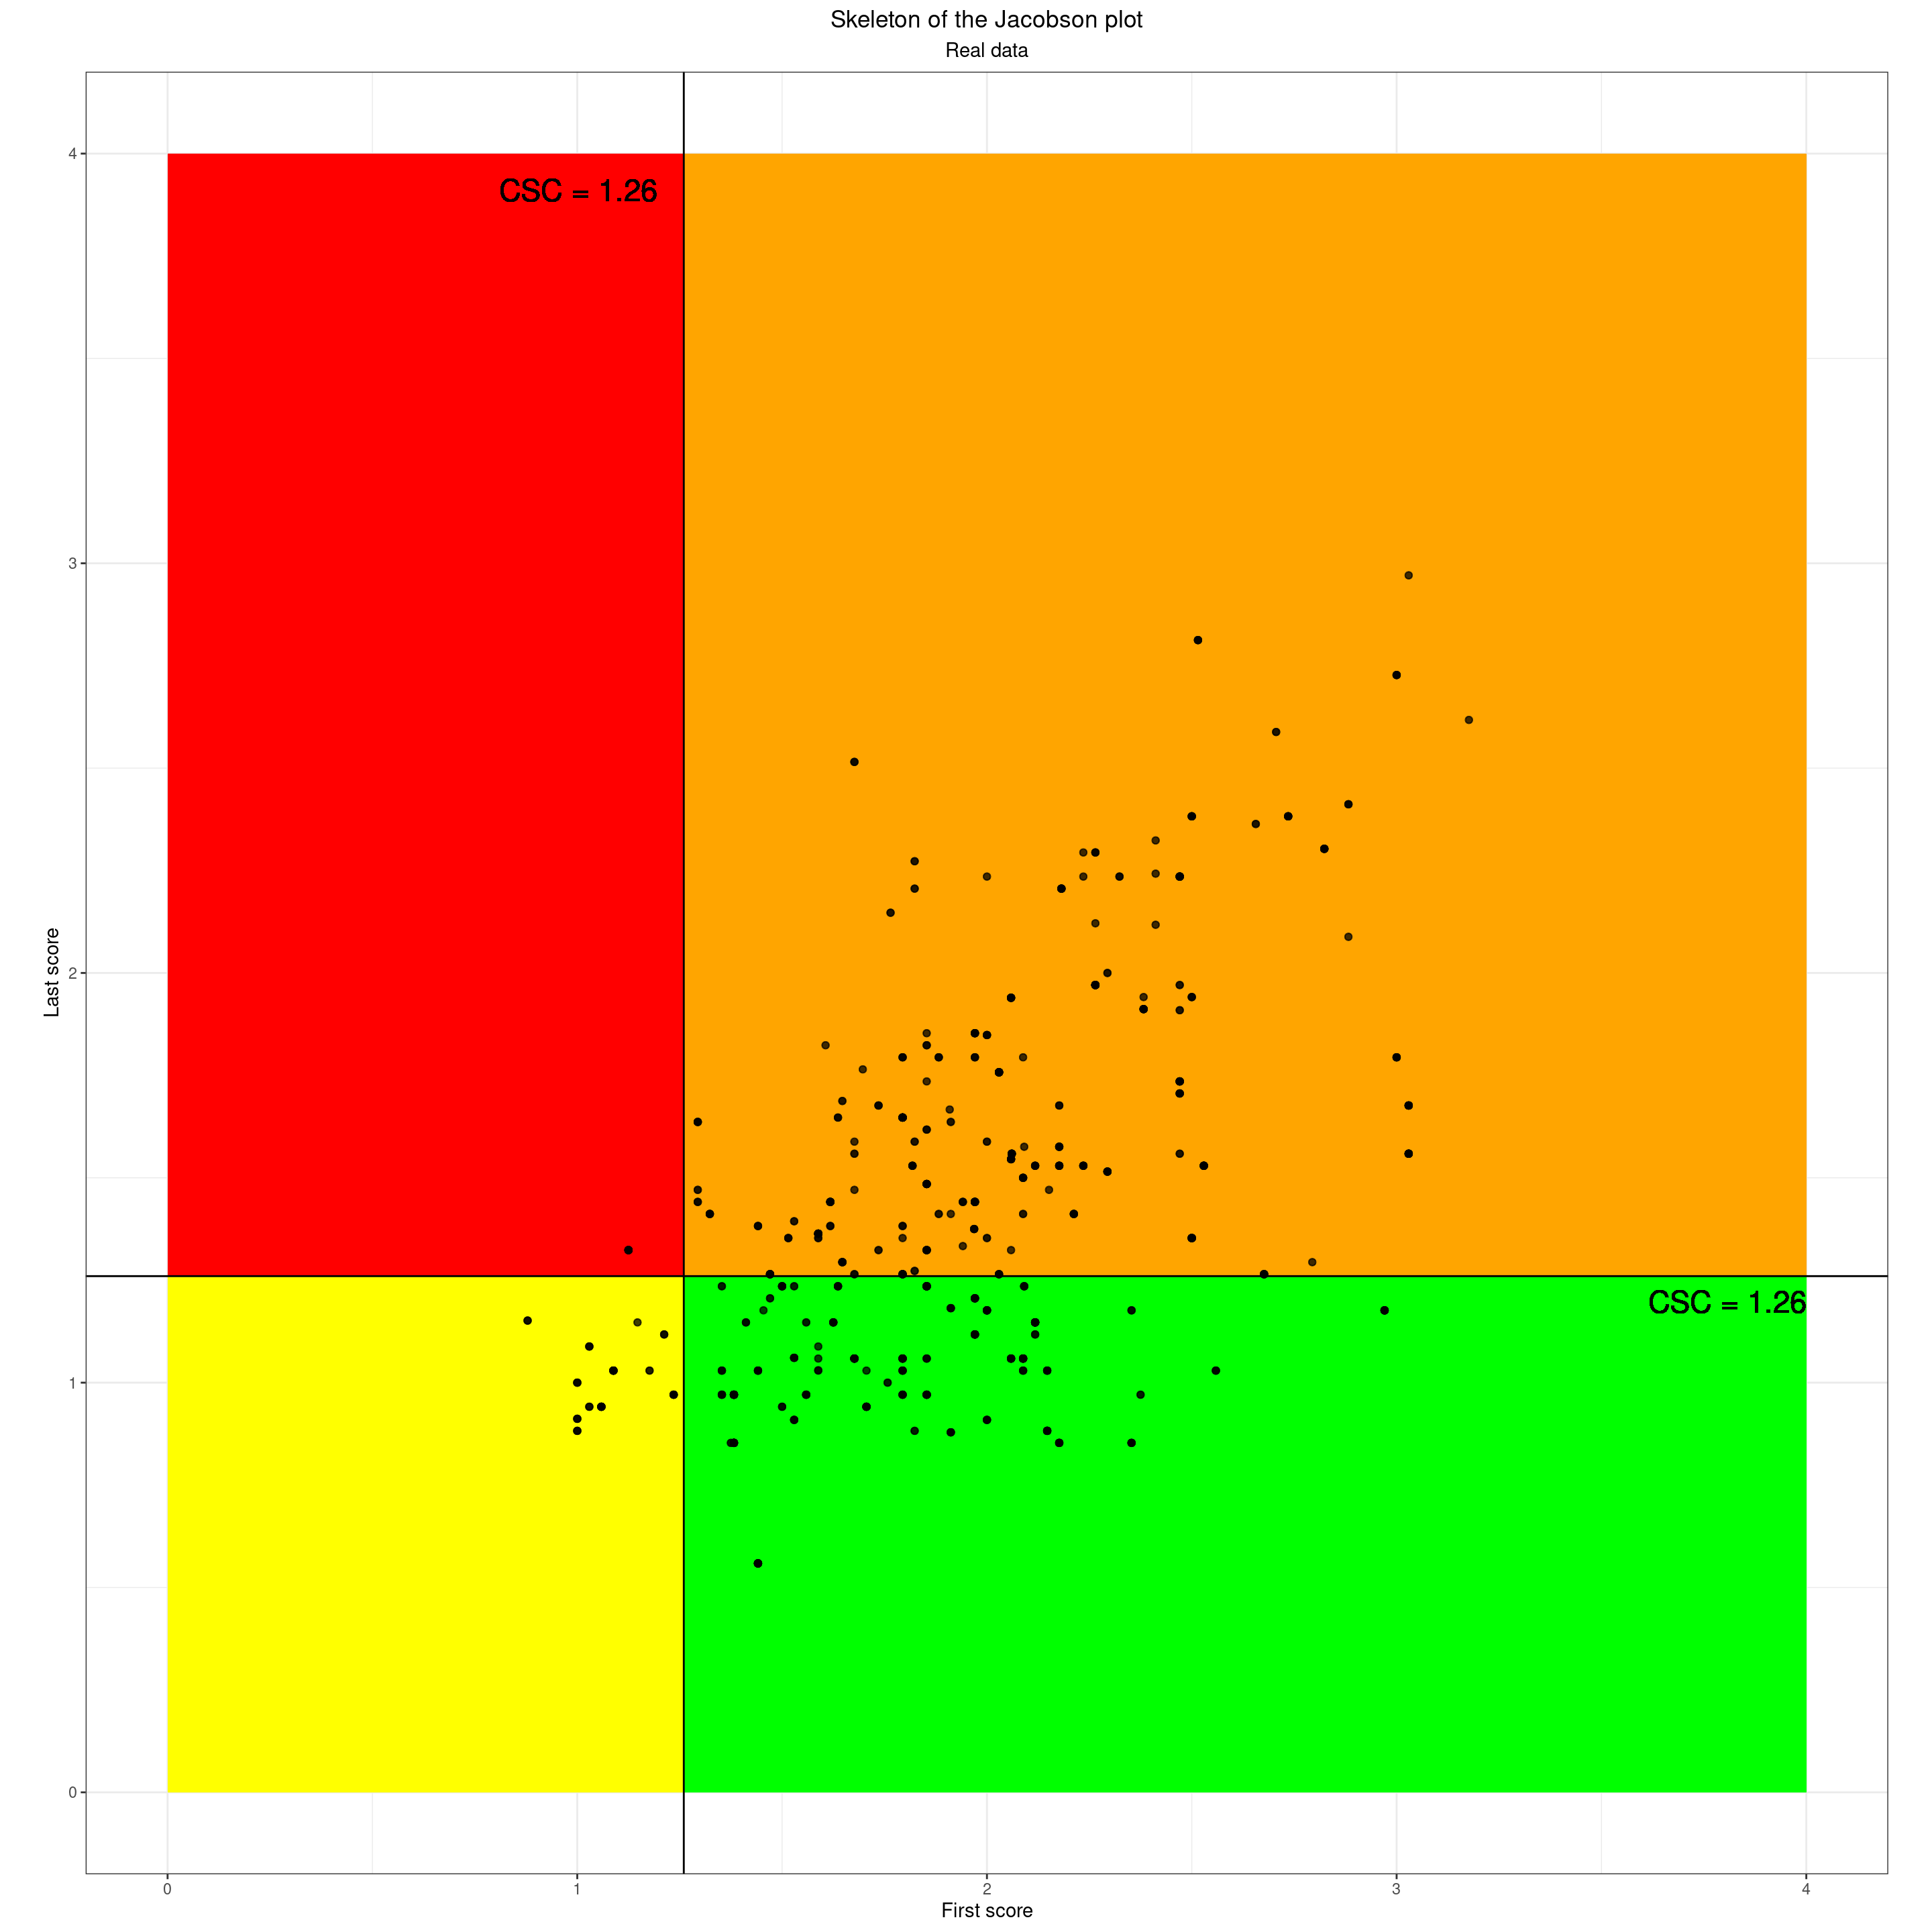 Skeleton of the Jacobson plot
Real data
CSC = 1.26
CSC = 1.26
Last score
4
3
2
1
0
0 1 2 3 4
First score